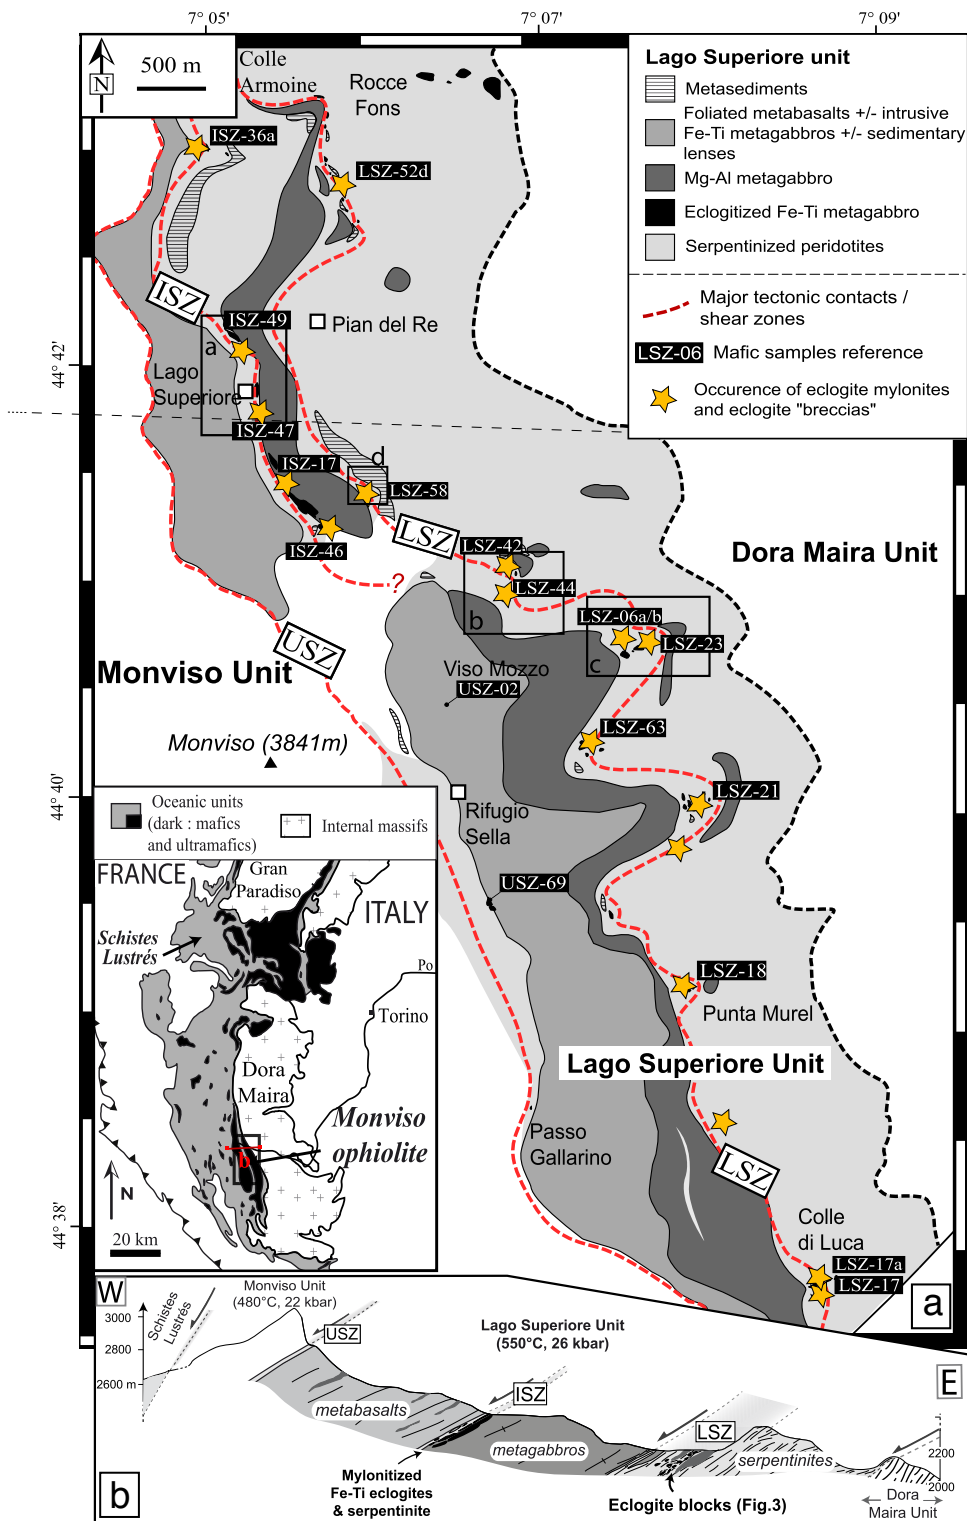 7° 05'
7° 07'
7° 09'
N
500 m
Colle
Armoine
Rocce
Fons
ISZ-36a
LSZ-52d
Lago Superiore unit
Metasediments
Foliated metabasalts +/- intrusive
Fe-Ti metagabbros +/- sedimentary
lenses
Mg-Al metagabbro
Eclogitized Fe-Ti metagabbro
Serpentinized peridotites
Major tectonic contacts /
shear zones
LSZ-06
Mafic samples reference
Occurence of eclogite mylonites
and eclogite "breccias"
ISZ
ISZ-49
a
Pian del Re
44° 42'
Lago
Superiore
ISZ-47
ISZ-17
d
LSZ-58
ISZ-46
LSZ
LSZ-42
LSZ-44
b
?
Dora Maira Unit
LSZ-06a/b
LSZ-23
c
USZ
Monviso Unit
Viso Mozzo
USZ-02
LSZ-63
Monviso (3841m)
44° 40'
LSZ-21
Rifugio
Sella
Oceanic units
(dark : mafics
and ultramafics)
Internal massifs
USZ-69
FRANCE
Gran
Paradiso
ITALY
Schistes
Lustrés
Po
Torino
Dora
Maira
Monviso
ophiolite
b
N
20 km
LSZ-18
Punta Murel
Lago Superiore Unit
Passo
Gallarino
LSZ
44° 38'
Colle
di Luca
LSZ-17a
LSZ-17
a
W
Schistes
Lustrés
Monviso Unit
(480°C, 22 kbar)
3000
2800
2600 m
USZ
Lago Superiore Unit
(550°C, 26 kbar)
ISZ
LSZ
E
metabasalts
metagabbros
serpentinites
2200
2000
Mylonitized
Fe-Ti eclogites
& serpentinite
Eclogite blocks (Fig.3)
Dora
Maira Unit
b